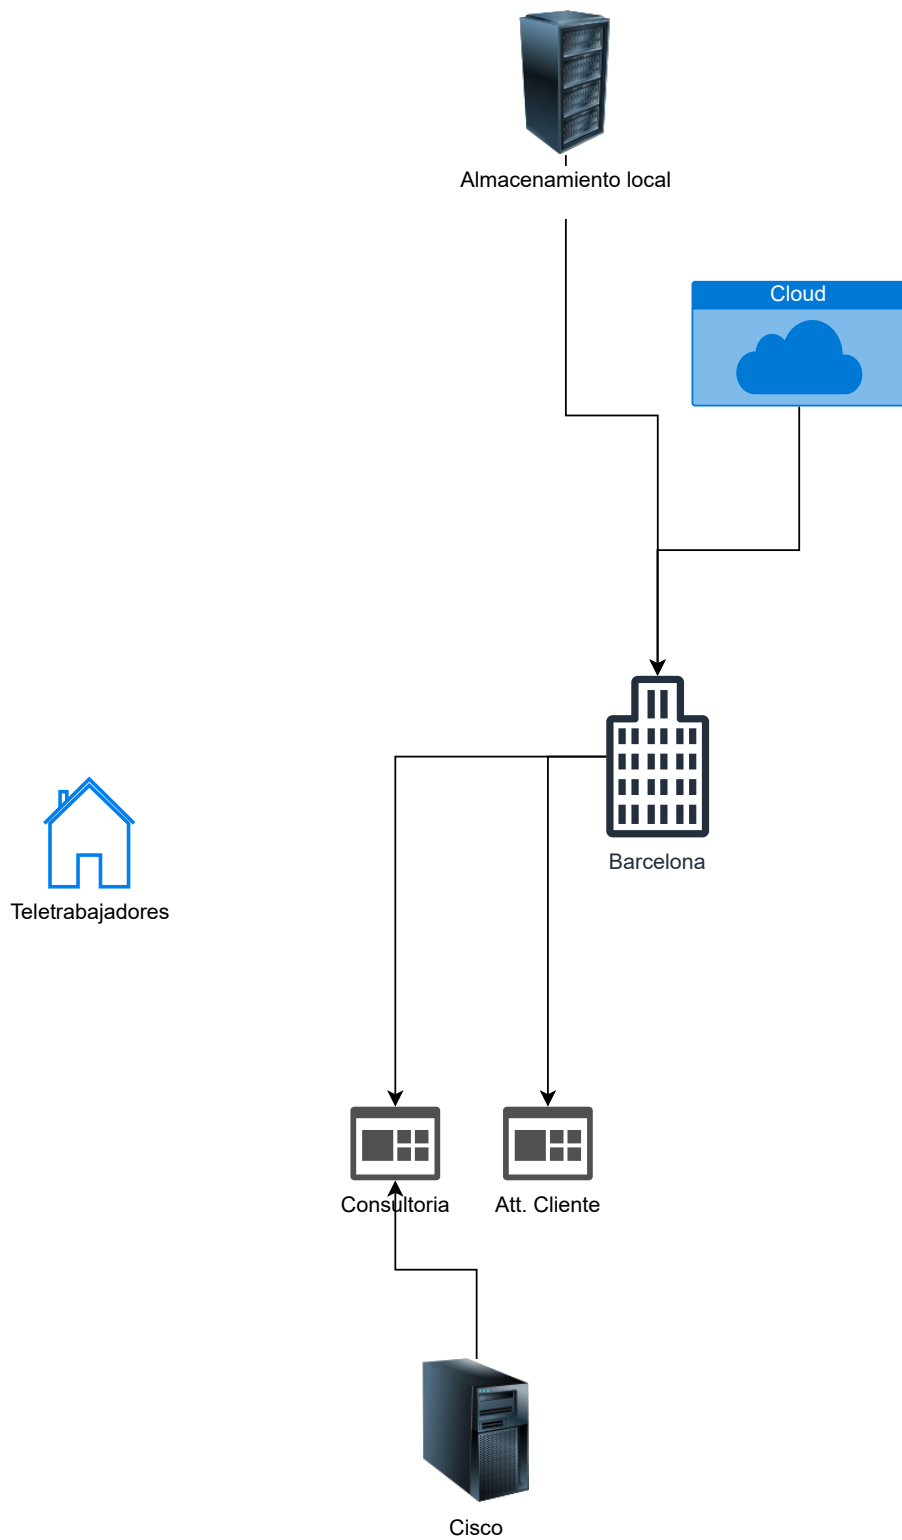 Almacenamiento local
Cloud
Barcelona
Teletrabajadores
Consultoria
Att. Cliente
Cisco